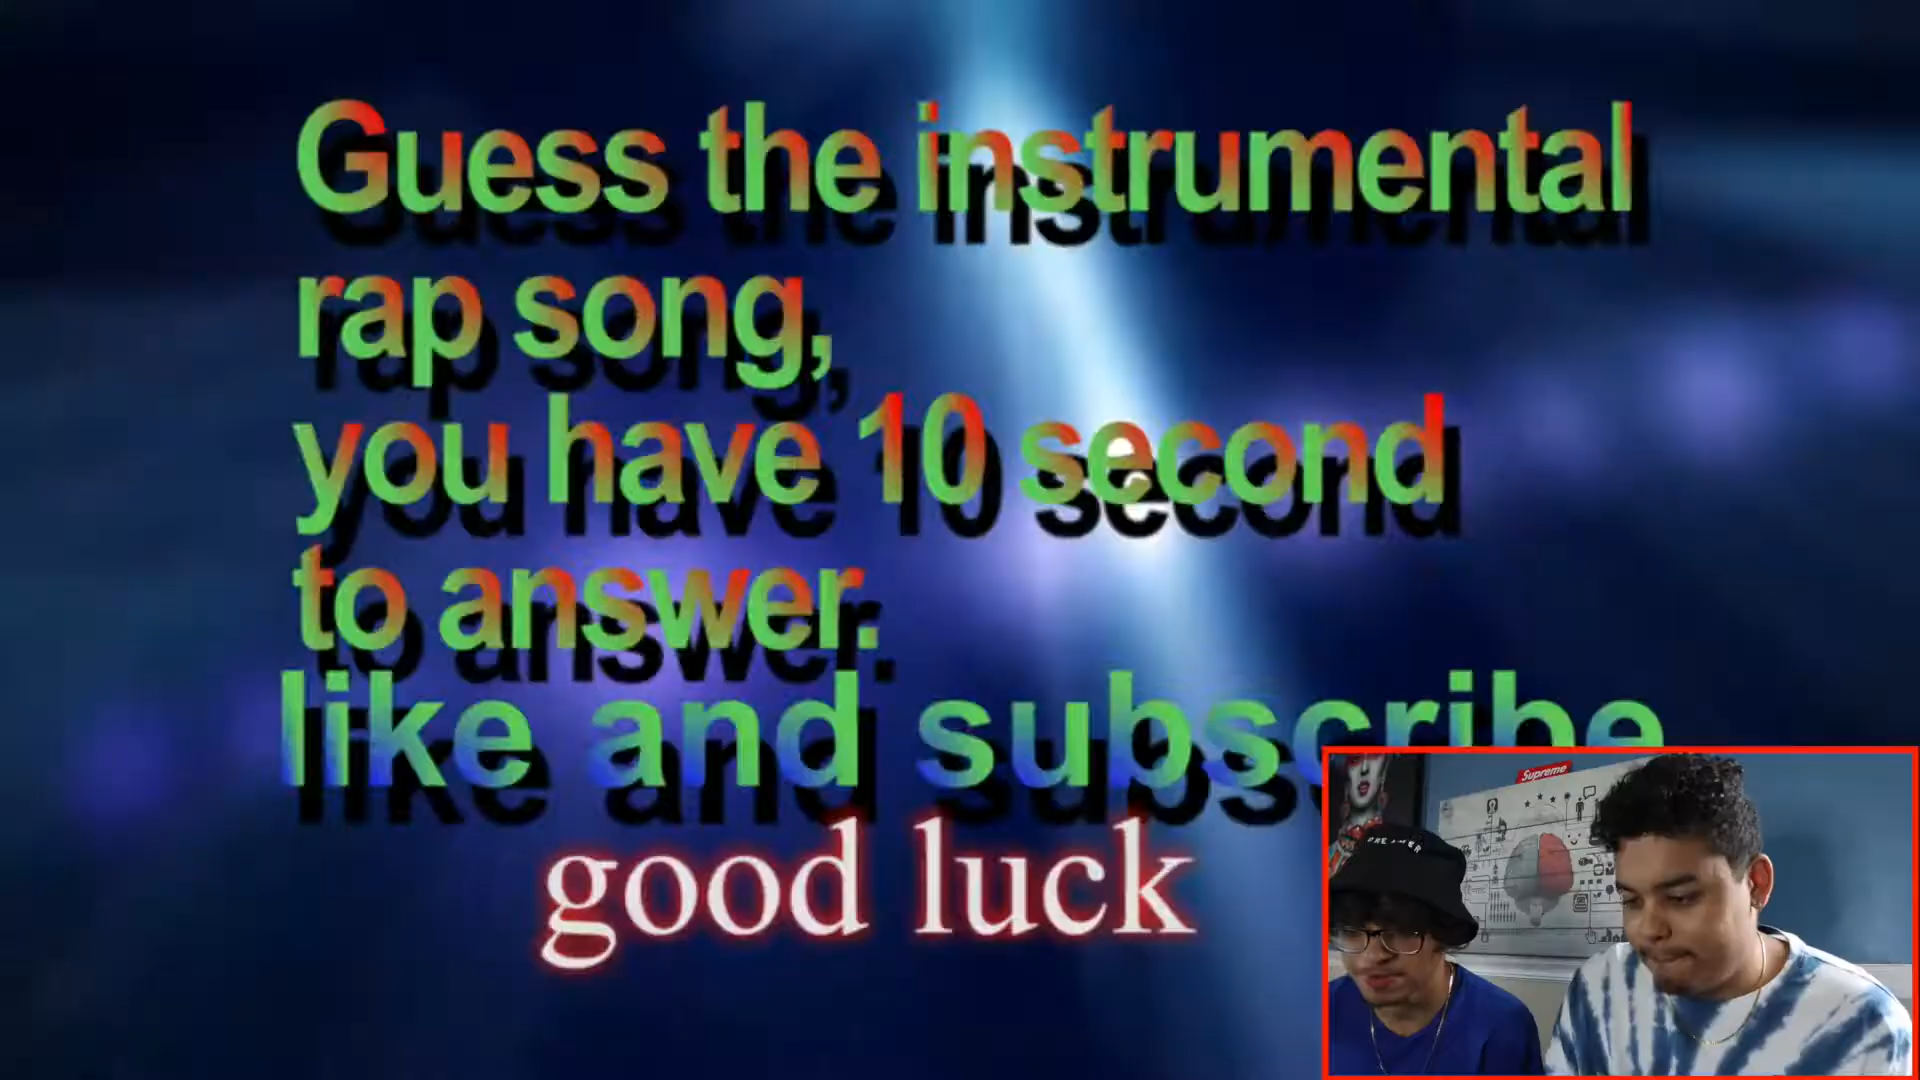 Guess the instrumental
rap song,
you have 10 second
to answer.
like and subscribe
good luck
Supreme